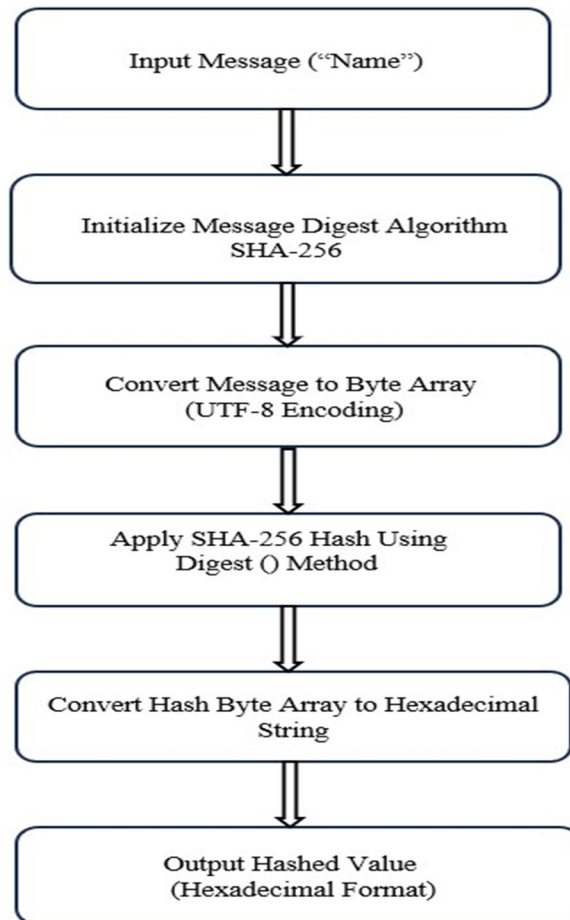 Input Message (“Name”)
Initialize Message Digest Algorithm
SHA-256
Convert Message to Byte Array
(UTF-8 Encoding)
Apply SHA-256 Hash Using
Digest () Method
Convert Hash Byte Array to Hexadecimal
String
Output Hashed Value
(Hexadecimal Format)